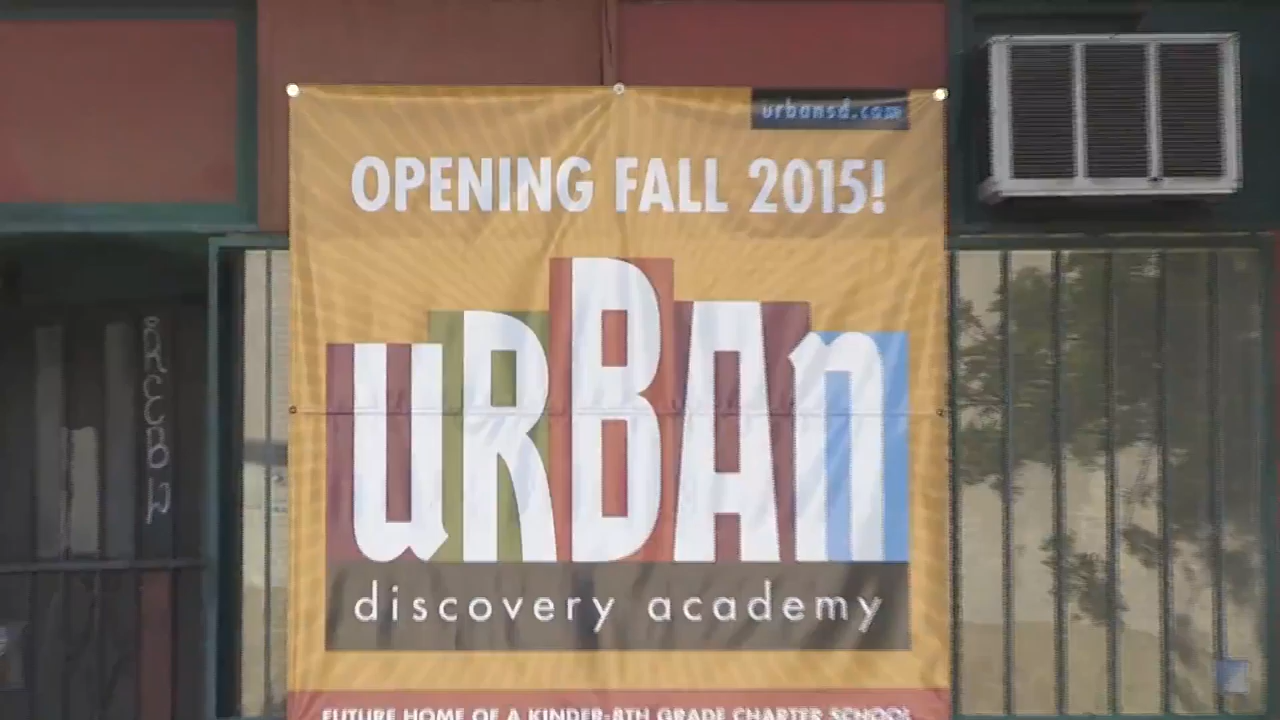 urbansd.com
OPENING FALL 2015!
uRBAn
discovery academy
FUTURE HOME OF A KINDER-8TH GRADE CHARTER SCHOOL